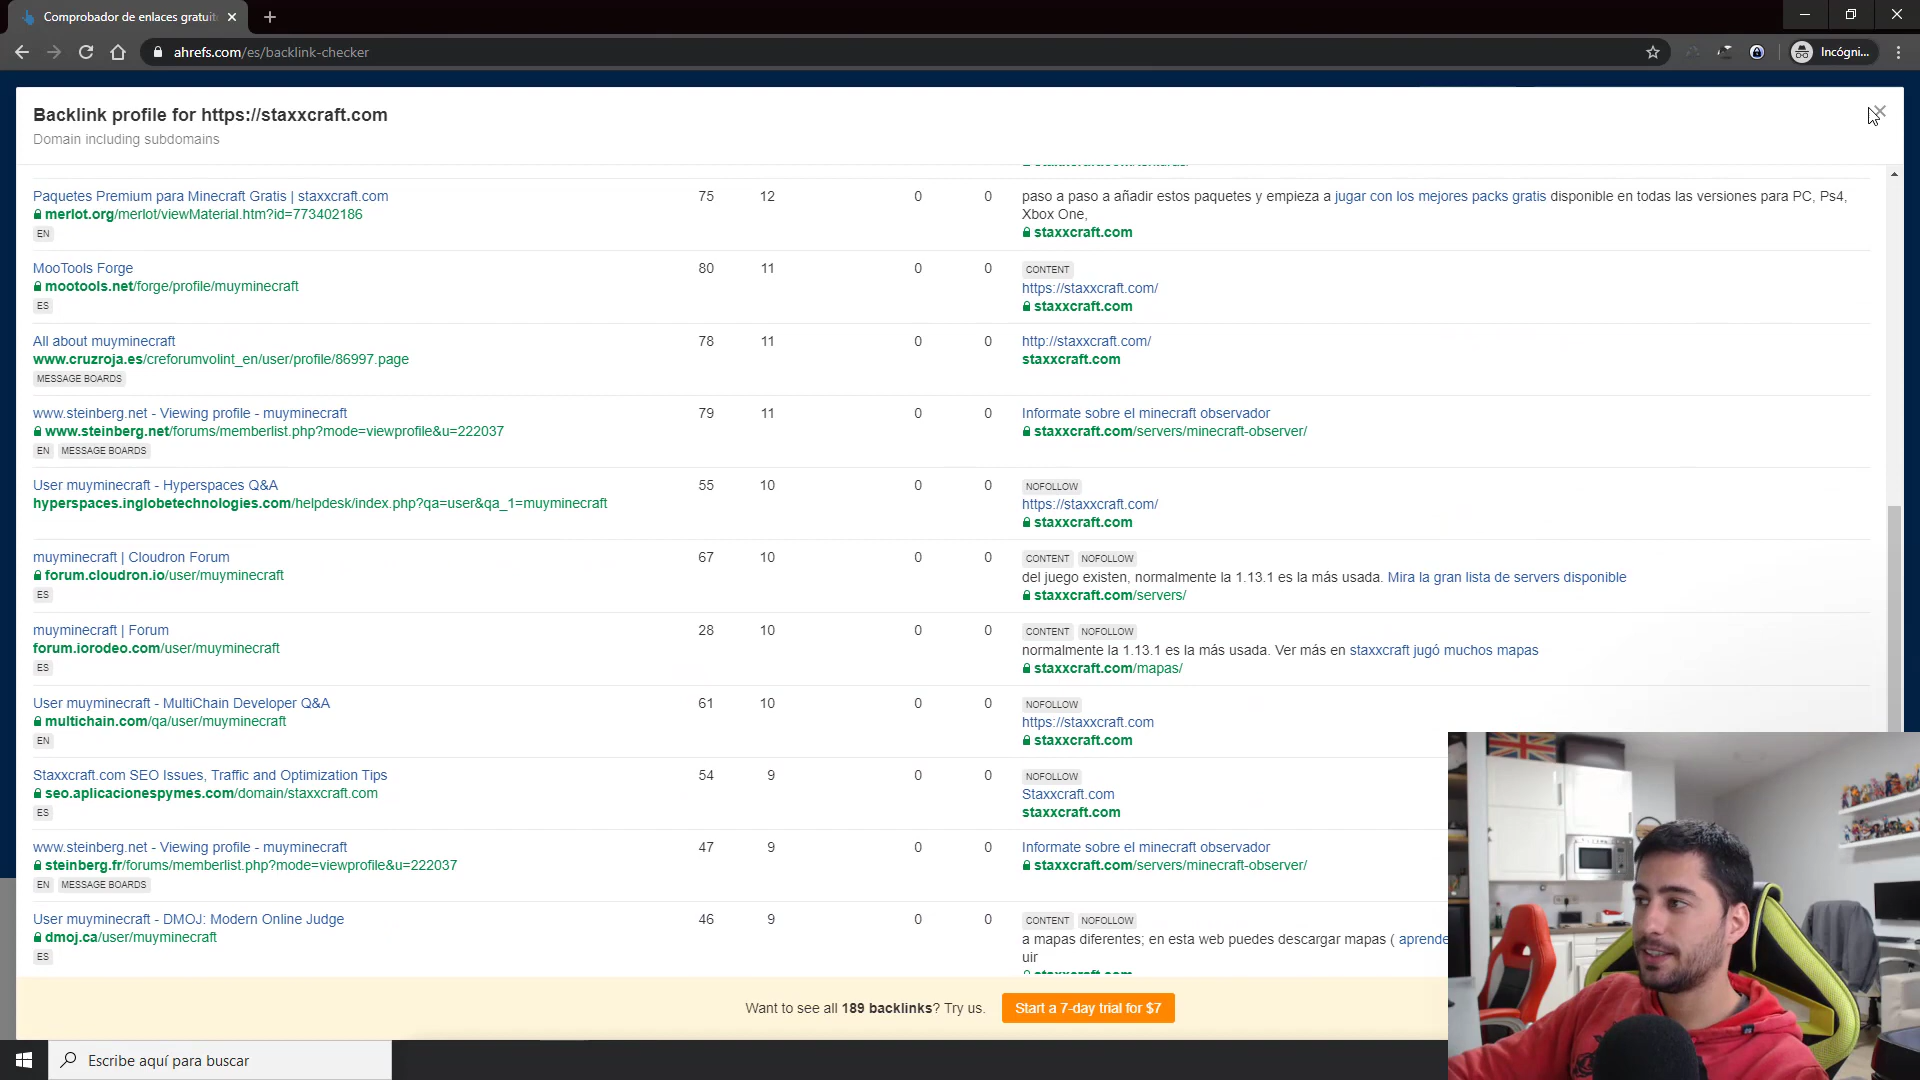 Comprobador de enlaces gratuit
ahrefs.com/es/backlink-checker
Incógni...
Backlink profile for https://staxxcraft.com
Domain including subdomains
Paquetes Premium para Minecraft Gratis | staxxcraft.com
merlot.org/merlot/viewMaterial.htm?id=773402186
EN
75 12 0 0
paso a paso a añadir estos paquetes y empieza a jugar con los mejores packs gratis disponible en todas las versiones para PC, Ps4,
Xbox One,
staxxcraft.com
MooTools Forge
mootools.net/forge/profile/muyminecraft
ES
80 11 0 0
CONTENT
https://staxxcraft.com/
staxxcraft.com
All about muyminecraft
www.cruzroja.es/creforumvolint_en/user/profile/86997.page
MESSAGE BOARDS
78 11 0 0
http://staxxcraft.com/
staxxcraft.com
www.steinberg.net - Viewing profile - muyminecraft
www.steinberg.net/forums/memberlist.php?mode=viewprofile&u=222037
EN MESSAGE BOARDS
79 11 0 0
Informate sobre el minecraft observador
staxxcraft.com/servers/minecraft-observer/
User muyminecraft - Hyperspaces Q&A
hyperspaces.inglobetechnologies.com/helpdesk/index.php?qa=user&qa_1=muyminecraft
55 10 0 0
NOFOLLOW
https://staxxcraft.com/
staxxcraft.com
muyminecraft | Cloudron Forum
forum.cloudron.io/user/muyminecraft
ES
67 10 0 0
CONTENT NOFOLLOW
del juego existen, normalmente la 1.13.1 es la más usada. Mira la gran lista de servers disponible
staxxcraft.com/servers/
muyminecraft | Forum
forum.iorodeo.com/user/muyminecraft
ES
28 10 0 0
CONTENT NOFOLLOW
normalmente la 1.13.1 es la más usada. Ver más en staxxcraft jugó muchos mapas
staxxcraft.com/mapas/
User muyminecraft - MultiChain Developer Q&A
multichain.com/qa/user/muyminecraft
EN
61 10 0 0
NOFOLLOW
https://staxxcraft.com
staxxcraft.com
Staxxcraft.com SEO Issues, Traffic and Optimization Tips
seo.aplicacionespymes.com/domain/staxxcraft.com
ES
54 9 0 0
NOFOLLOW
Staxxcraft.com
staxxcraft.com
www.steinberg.net - Viewing profile - muyminecraft
steinberg.fr/forums/memberlist.php?mode=viewprofile&u=222037
EN MESSAGE BOARDS
47 9 0 0
Informate sobre el minecraft observador
staxxcraft.com/servers/minecraft-observer/
User muyminecraft - DMOJ: Modern Online Judge
dmoj.ca/user/muyminecraft
ES
46 9 0 0
CONTENT NOFOLLOW
a mapas diferentes; en esta web puedes descargar mapas ( aprende
uir
Want to see all 189 backlinks? Try us.
Start a 7-day trial for $7
Escribe aquí para buscar